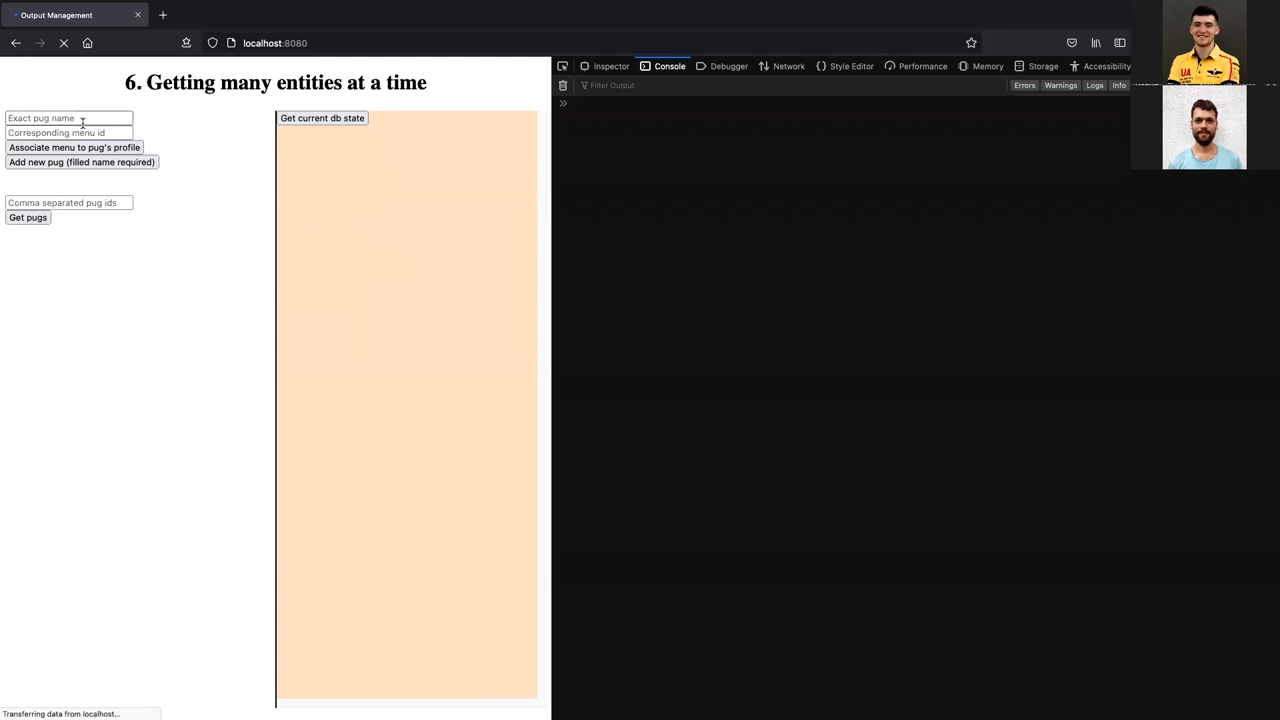 Output Management
localhost:8080
6. Getting many entities at a time
Exact pug name
Corresponding menu id
Associate menu to pug's profile
Add new pug (filled name required)
Comma separated pug ids
Get pugs
Get current db state
Transferring data from localhost...
Inspector
Console
Debugger
Network
Style Editor
Performance
Memory
Storage
Accessibility
Filter Output
Errors
Warnings
Logs
Info
UA